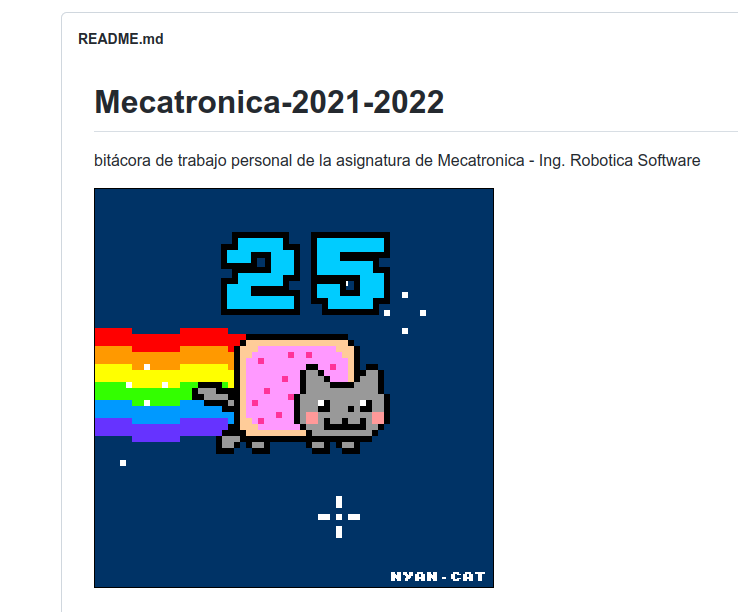 README.md
Mecatronica-2021-2022
bitácora de trabajo personal de la asignatura de Mecatronica - Ing. Robotica Software
25
NYAN-CAT